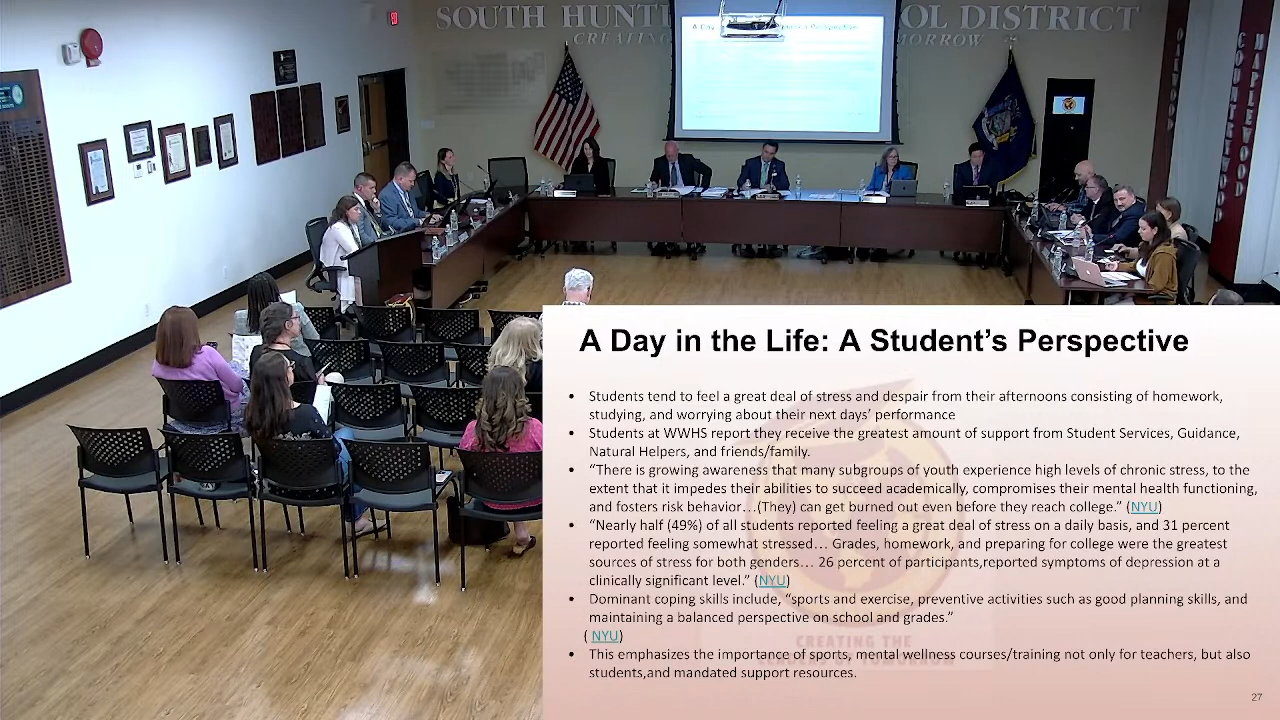 SOUTH HUNT OL DISTRICT
CREATING MORROW
A Day
OAKWOOD
COUNTRYWOOD
MAPLEWOOD
A Day in the Life: A Student’s Perspective
• Students tend to feel a great deal of stress and despair from their afternoons consisting of homework,
studying, and worrying about their next days’ performance
• Students at WWHS report they receive the greatest amount of support from Student Services, Guidance,
Natural Helpers, and friends/family.
• “There is growing awareness that many subgroups of youth experience high levels of chronic stress, to the
extent that it impedes their abilities to succeed academically, compromises their mental health functioning,
and fosters risk behavior…(They) can get burned out even before they reach college.” (NYU)
• “Nearly half (49%) of all students reported feeling a great deal of stress on a daily basis, and 31 percent
reported feeling somewhat stressed… Grades, homework, and preparing for college were the greatest
sources of stress for both genders… 26 percent of participants,reported symptoms of depression at a
clinically significant level.” (NYU)
• Dominant coping skills include, “sports and exercise, preventive activities such as good planning skills, and
maintaining a balanced perspective on school and grades.”
( NYU)
• This emphasizes the importance of sports, mental wellness courses/training not only for teachers, but also
students,and mandated support resources.
CREATING THE
LEADERS OF TOMORROW
27